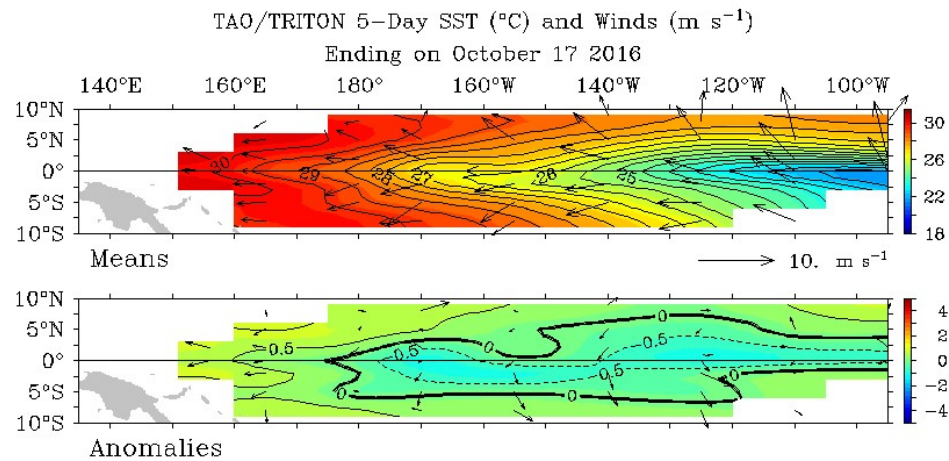 TAO/TRITON 5-Day SST (°C) and Winds (m s⁻¹)
Ending on October 17 2016
140°E 160°E 180° 160°W 140°W 120°W 100°W
10°N
5°N
0°
5°S
10°S
30 29 28 27 26 25
30
26
22
18
Means
10. m s⁻¹
10°N
5°N
0°
5°S
10°S
0.5 0 0.5 0 0.5 0.5 0 0
4
2
0
-2
-4
Anomalies